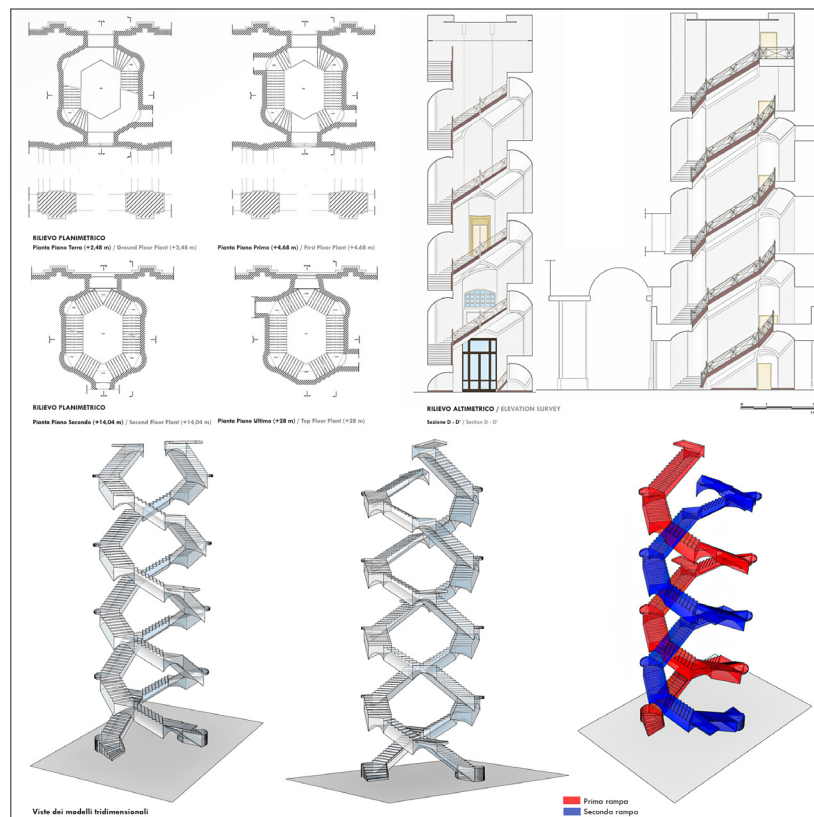 RILIEVO PLANIMETRICO
Pianta Piano Terra (+2,48 m) / Ground Floor Plant (+2,48 m)
Pianta Piano Primo (+4,68 m) / First Floor Plant (+4,68 m)
RILIEVO PLANIMETRICO
Pianta Piano Secondo (+14,04 m) / Second Floor Plant (+14,04 m)
Pianta Piano Ultimo (+28 m) / Top Floor Plant (+28 m)
RILIEVO ALTIMETRICO / ELEVATION SURVEY
Sezione D - D' / Section D - D'
Viste dei modelli tridimensionali
Prima rampa
Seconda rampa